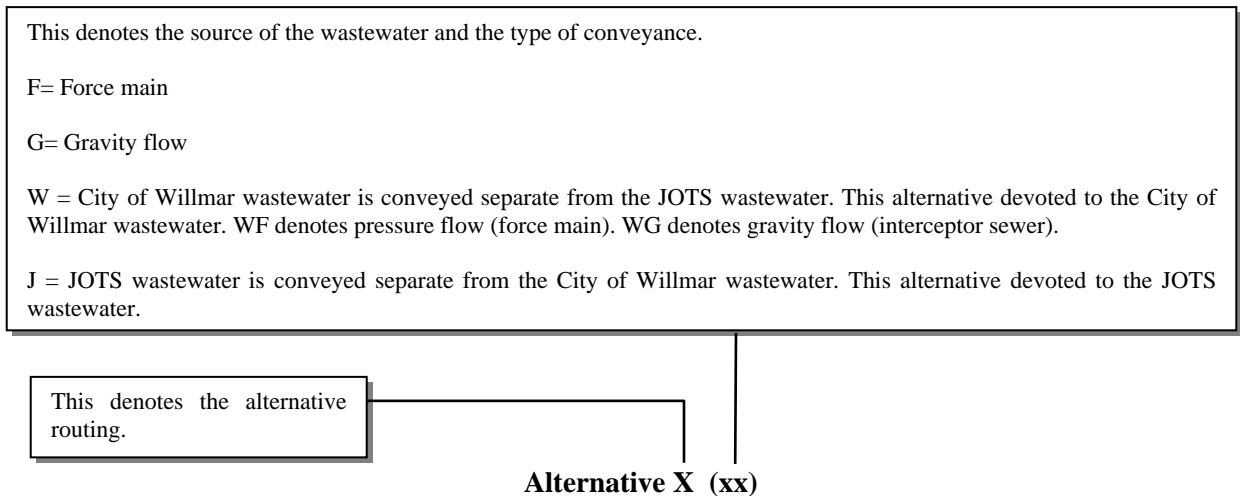 This denotes the source of the wastewater and the type of conveyance.
F= Force main
G= Gravity flow
W = City of Willmar wastewater is conveyed separate from the JOTS wastewater. This alternative devoted to the City of
Willmar wastewater. WF denotes pressure flow (force main). WG denotes gravity flow (interceptor sewer).
J = JOTS wastewater is conveyed separate from the City of Willmar wastewater. This alternative devoted to the JOTS
wastewater.
This denotes the alternative
routing.
Alternative X (xx)